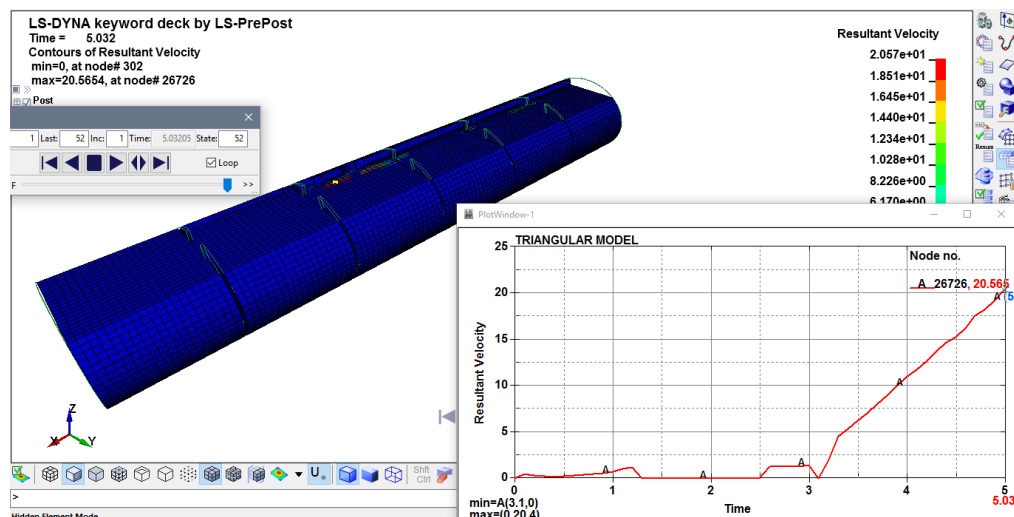 LS-DYNA keyword deck by LS-PrePost
Time = 5.032
Contours of Resultant Velocity
min=0, at node# 302
max=20.5654, at node# 26726
Post
1 Last: 52 Inc: 1 Time: 5.03205 State: 52
Loop
F >>
Resultant Velocity
2.057e+01
1.851e+01
1.645e+01
1.440e+01
1.234e+01
1.028e+01
8.226e+00
6.170e+00
Renum
Z
X Y
PlotWindow-1
TRIANGULAR MODEL
Node no.
A 26726, 20.565
25
20
15
10
5
0
Resultant Velocity
A A A A A (5
0 1 2 3 4 5
min=A(3.1,0)
Time
5.03
U
Shft
Ctrl
>